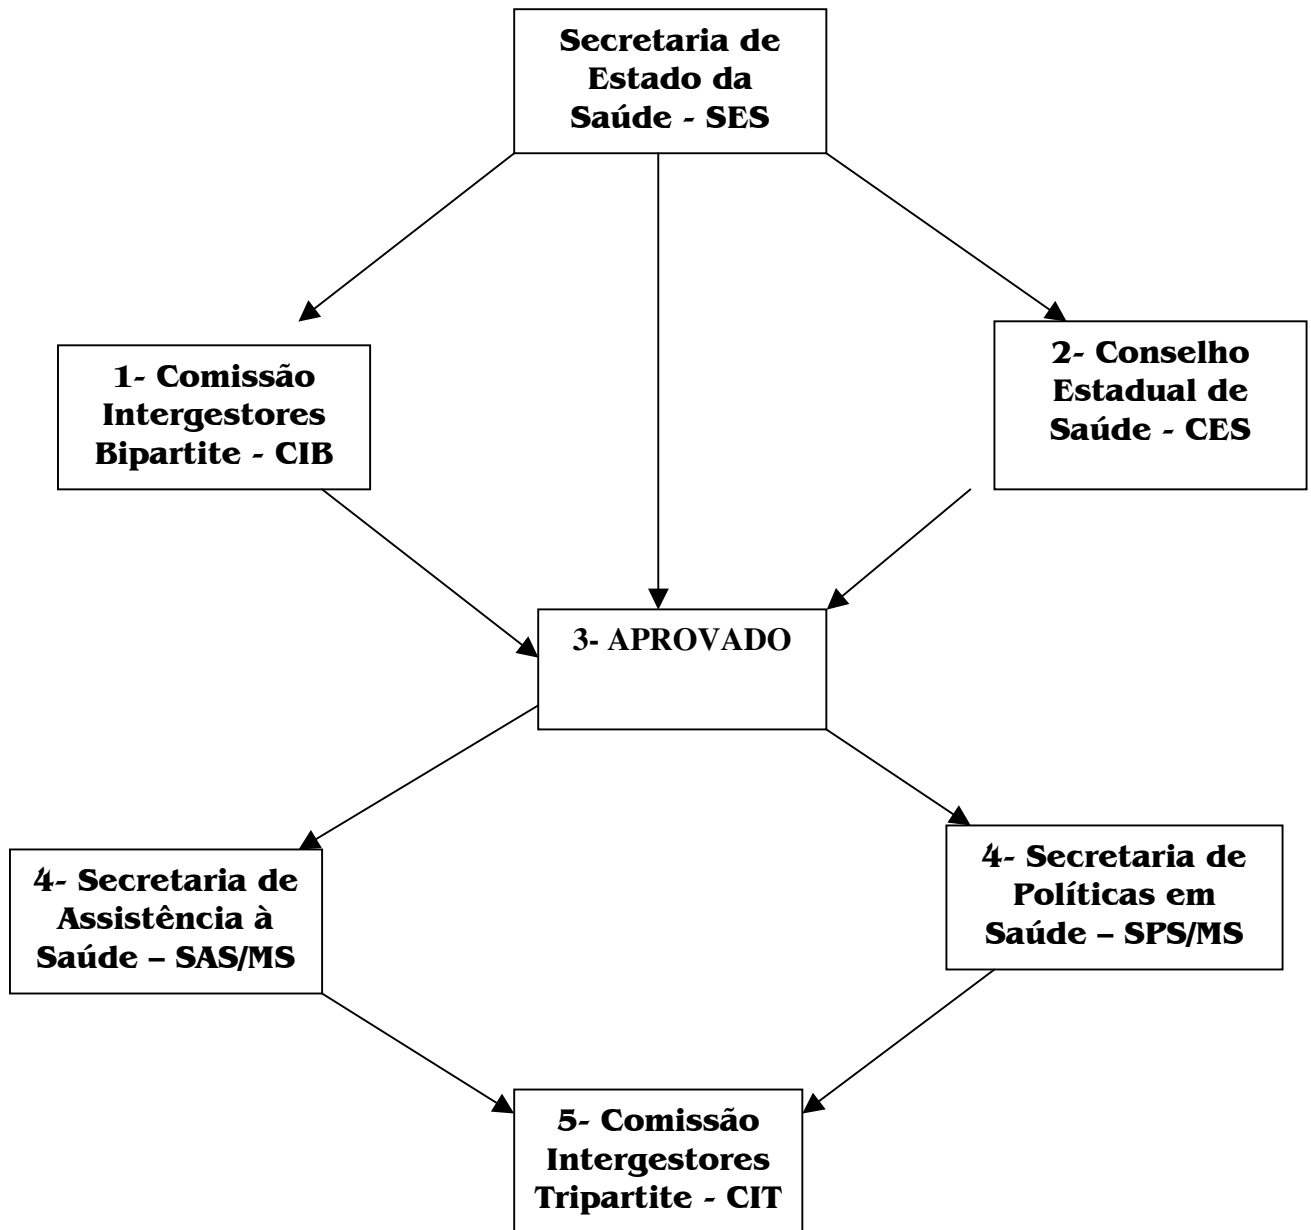 Secretaria de
Estado da
Saúde - SES
1- Comissão
Intergestores
Bipartite - CIB
2- Conselho
Estadual de
Saúde - CES
3- APROVADO
4- Secretaria de
Assistência à
Saúde – SAS/MS
4- Secretaria de
Políticas em
Saúde – SPS/MS
5- Comissão
Intergestores
Tripartite - CIT